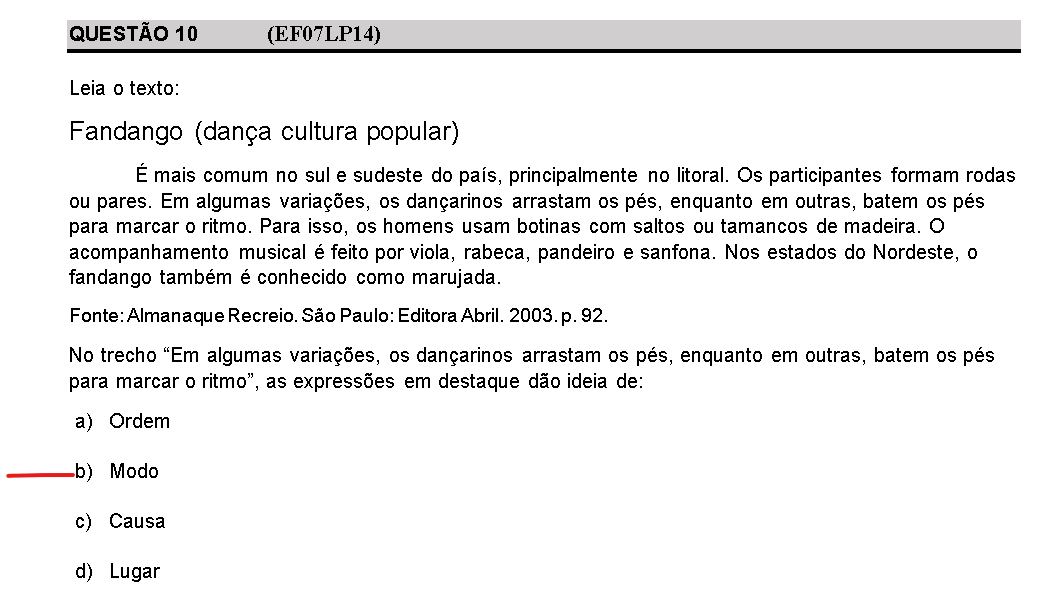 QUESTÃO 10 (EF07LP14)
Leia o texto:
Fandango (dança cultura popular)
É mais comum no sul e sudeste do país, principalmente no litoral. Os participantes formam rodas
ou pares. Em algumas variações, os dançarinos arrastam os pés, enquanto em outras, batem os pés
para marcar o ritmo. Para isso, os homens usam botinas com saltos ou tamancos de madeira. O
acompanhamento musical é feito por viola, rabeca, pandeiro e sanfona. Nos estados do Nordeste, o
fandango também é conhecido como marujada.
Fonte: Almanaque Recreio. São Paulo: Editora Abril. 2003. p. 92.
No trecho “Em algumas variações, os dançarinos arrastam os pés, enquanto em outras, batem os pés
para marcar o ritmo”, as expressões em destaque dão ideia de:
a) Ordem
b) Modo
c) Causa
d) Lugar